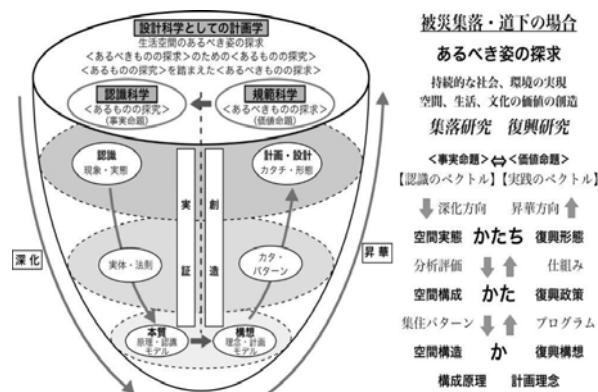 設計科学としての計画学
生活空間のあるべき姿の探求
<あるべきものの探求>のための<あるものの探究>
<あるものの探究>を踏まえた<あるべきものの探求>
認識科学
<あるものの探究>
(事実命題)
規範科学
<あるべきものの探求>
(価値命題)
認識
現象・実態
計画・設計
カタチ・形態
実証
創造
実体・法則
カタ・
パターン
本質
原理・認識
モデル
構想
理念・計画
モデル
深化
昇華
被災集落・道下の場合
あるべき姿の探求
持続的な社会、環境の実現
空間、生活、文化の価値の創造
集落研究 復興研究
<事実命題>⇔<価値命題>
【認識のベクトル】【実践のベクトル】
深化方向 昇華方向
空間実態 かたち 復興形態
分析評価 仕組み
空間構成 かた 復興政策
集住パターン プログラム
空間構造 か 復興構想
構成原理 計画理念